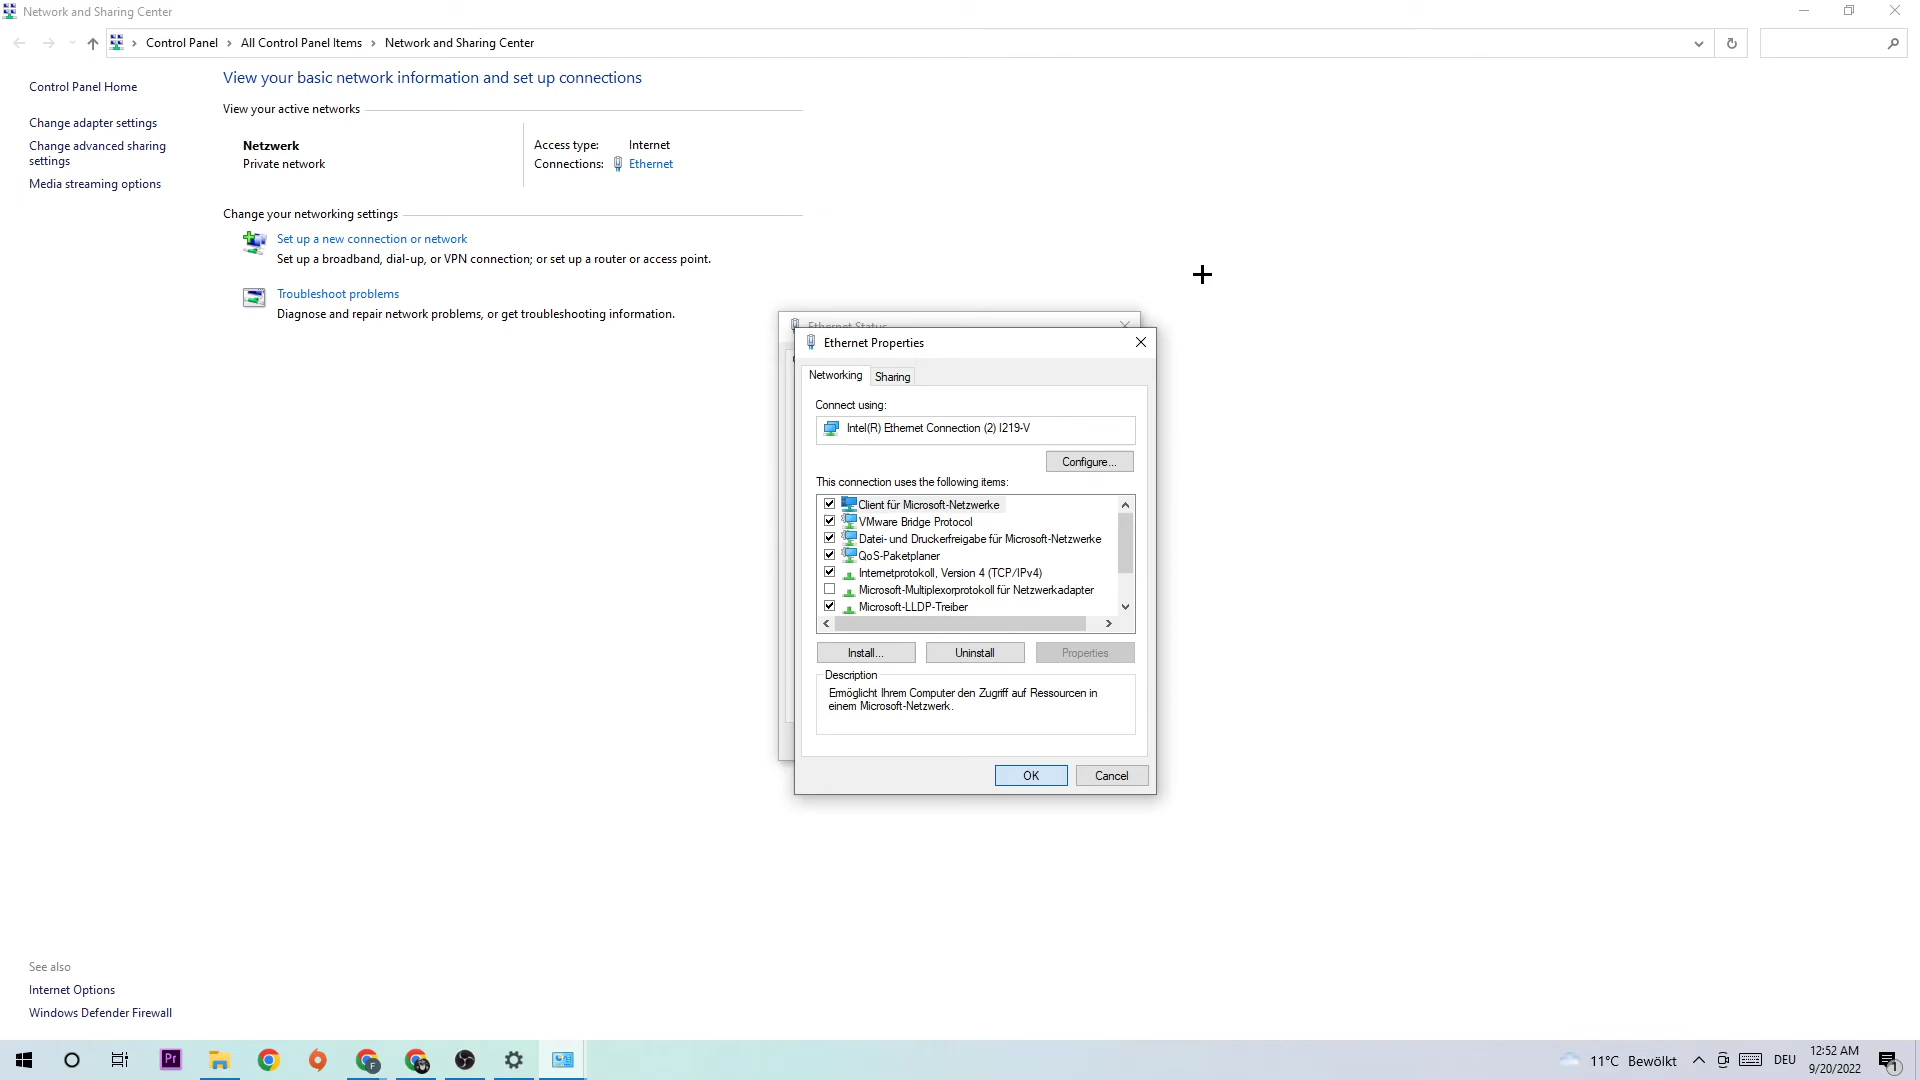 Network and Sharing Center
Control Panel › All Control Panel Items › Network and Sharing Center
Control Panel Home
Change adapter settings
Change advanced sharing
settings
Media streaming options
View your basic network information and set up connections
View your active networks
Netzwerk
Private network
Access type: Internet
Connections: Ethernet
Change your networking settings
Set up a new connection or network
Set up a broadband, dial-up, or VPN connection; or set up a router or access point.
Troubleshoot problems
Diagnose and repair network problems, or get troubleshooting information.
Ethernet Status
Ethernet Properties
Networking Sharing
Connect using:
Intel(R) Ethernet Connection (2) I219-V
Configure...
This connection uses the following items:
Client für Microsoft-Netzwerke
VMware Bridge Protocol
Datei- und Druckerfreigabe für Microsoft-Netzwerke
QoS-Paketplaner
Internetprotokoll, Version 4 (TCP/IPv4)
Microsoft-Multiplexorprotokoll für Netzwerkadapter
Microsoft-LLDP-Treiber
Install... Uninstall Properties
Description
Ermöglicht Ihrem Computer den Zugriff auf Ressourcen in
einem Microsoft-Netzwerk.
OK Cancel
See also
Internet Options
Windows Defender Firewall
Pr F 11°C Bewölkt DEU 12:52 AM
9/20/2022 1